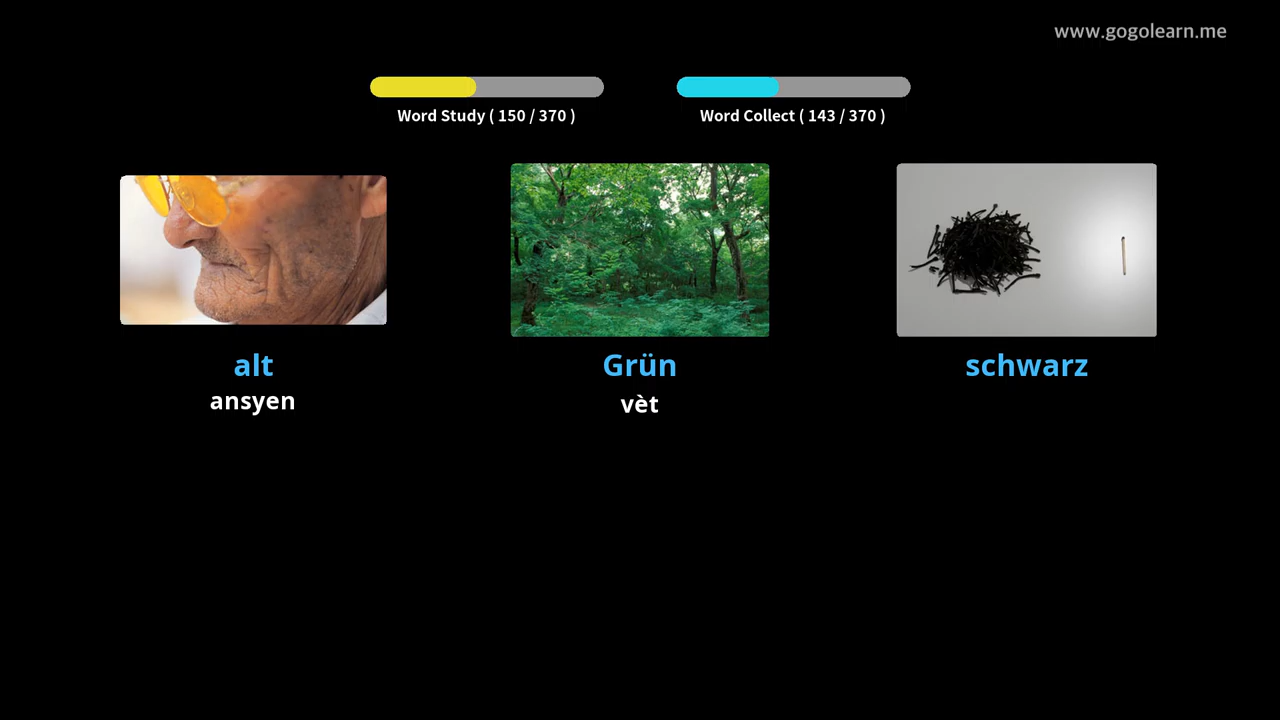 www.gogolearn.me
Word Study ( 150 / 370 )
Word Collect ( 143 / 370 )
alt
ansyen
Grün
vèt
schwarz